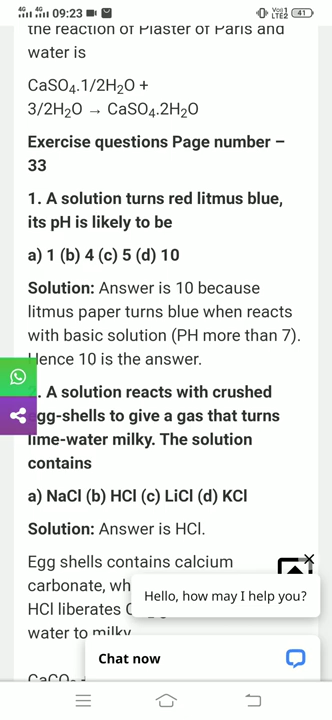 4G 4G 09:23 Vo)) 1 LTE2 41
the reaction of Plaster of Paris and
water is
CaSO₄.1/2H₂O +
3/2H₂O → CaSO₄.2H₂O
Exercise questions Page number –
33
1. A solution turns red litmus blue,
its pH is likely to be
a) 1 (b) 4 (c) 5 (d) 10
Solution: Answer is 10 because
litmus paper turns blue when reacts
with basic solution (PH more than 7).
Hence 10 is the answer.
. A solution reacts with crushed
egg-shells to give a gas that turns
lime-water milky. The solution
contains
a) NaCl (b) HCl (c) LiCl (d) KCl
Solution: Answer is HCl.
Egg shells contains calcium
carbonate, wh
HCl liberates
water to milky
Hello, how may I help you?
Chat now
CaCO₃